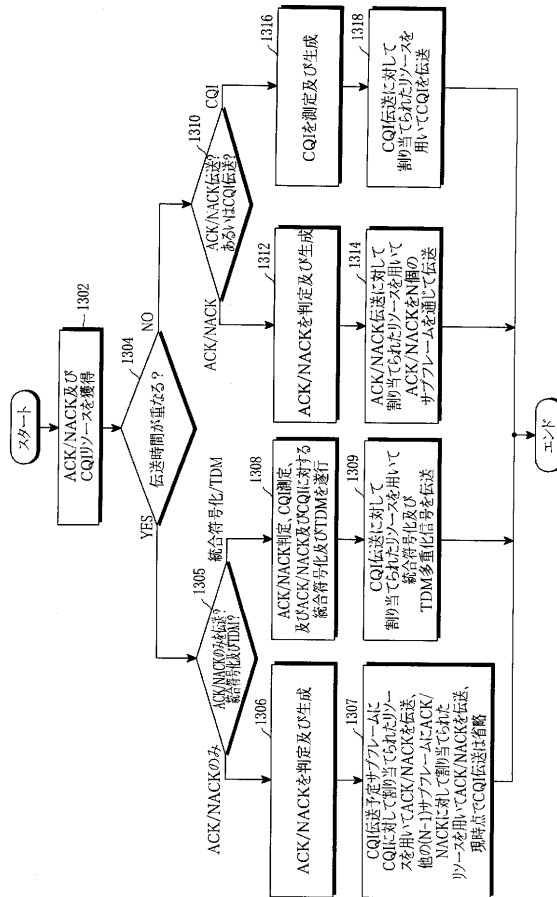 スタート
1302
ACK/NACK及び
CQIリソースを獲得
1304
伝送時間が重なる?
YES
NO
1305
ACK/NACKのみを伝送?
統合符号化及びTDM?
ACK/NACKのみ
統合符号化/TDM
1306
ACK/NACKを判定及び生成
1307
CQI伝送予定サブフレームに
CQIに対して割り当てられたリソー
スを用いてACK/NACKを伝送、
他の(N-1)サブフレームにACK/
NACKに対して割り当てられた
リソースを用いてACK/NACKを伝送、
現時点でCQI伝送は省略
1308
ACK/NACK判定、CQI測定、
及びACK/NACK及びCQIに対する
統合符号化及びTDMを遂行
1309
CQI伝送に対して
割り当てられたリソースを用いて
統合符号化及び
TDM多重化信号を伝送
1310
ACK/NACK伝送?
あるいはCQI伝送?
ACK/NACK
CQI
1312
ACK/NACKを判定及び生成
1314
ACK/NACK伝送に対して
割り当てられたリソースを用いて
ACK/NACKをN個の
サブフレームを通じて伝送
1316
CQIを測定及び生成
1318
CQI伝送に対して
割り当てられたリソースを
用いてCQIを伝送
エンド